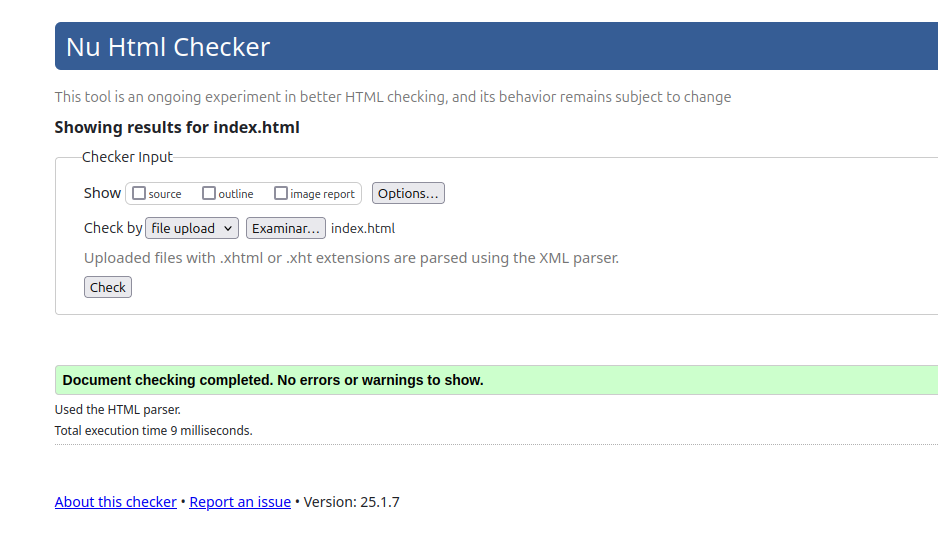 Nu Html Checker
This tool is an ongoing experiment in better HTML checking, and its behavior remains subject to change
Showing results for index.html
Checker Input
Show source outline image report Options...
Check by file upload Examinar... index.html
Uploaded files with .xhtml or .xht extensions are parsed using the XML parser.
Check
Document checking completed. No errors or warnings to show.
Used the HTML parser.
Total execution time 9 milliseconds.
About this checker • Report an issue • Version: 25.1.7